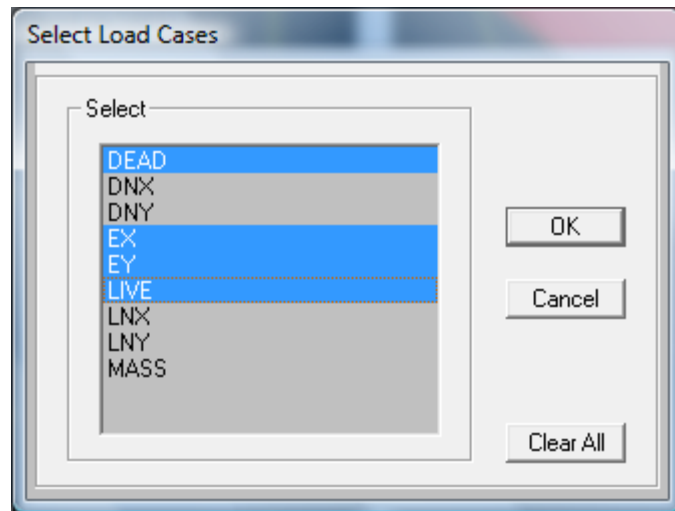 Select Load Cases
Select
DEAD
DNX
DNY
EX
EY
LIVE
LNX
LNY
MASS
OK
Cancel
Clear All